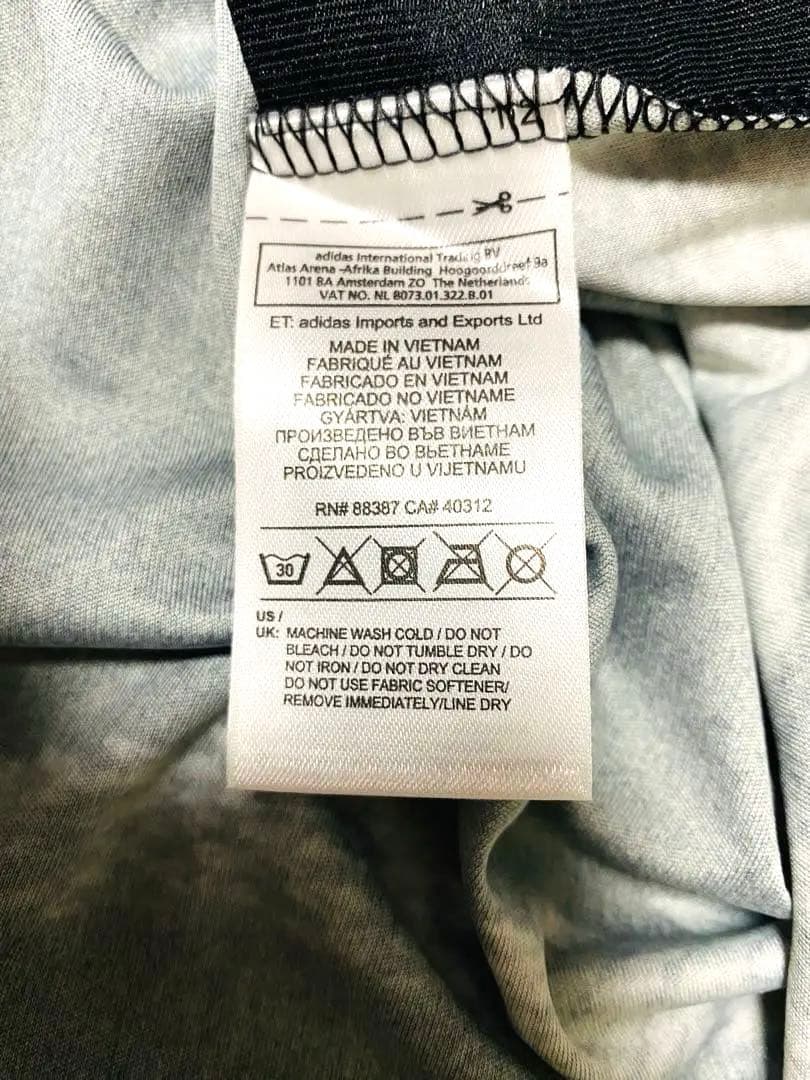 12
adidas International Trading BV
Atlas Arena -Afrika Building Hoogoorddreef 9a
1101 BA Amsterdam ZO The Netherlands
VAT NO. NL 8073.01.322.B.01
ET: adidas Imports and Exports Ltd
MADE IN VIETNAM
FABRIQUÉ AU VIETNAM
FABRICADO EN VIETNAM
FABRICADO NO VIETNAME
GYÁRTVA: VIETNÁM
ПРОИЗВЕДЕНО ВЪВ ВИЕТНАМ
СДЕЛАНО ВО ВЬЕТНАМЕ
PROIZVEDENO U VIJETNAMU
RN# 88387 CA# 40312
30
US /
UK: MACHINE WASH COLD / DO NOT
BLEACH / DO NOT TUMBLE DRY / DO
NOT IRON / DO NOT DRY CLEAN
DO NOT USE FABRIC SOFTENER/
REMOVE IMMEDIATELY/LINE DRY